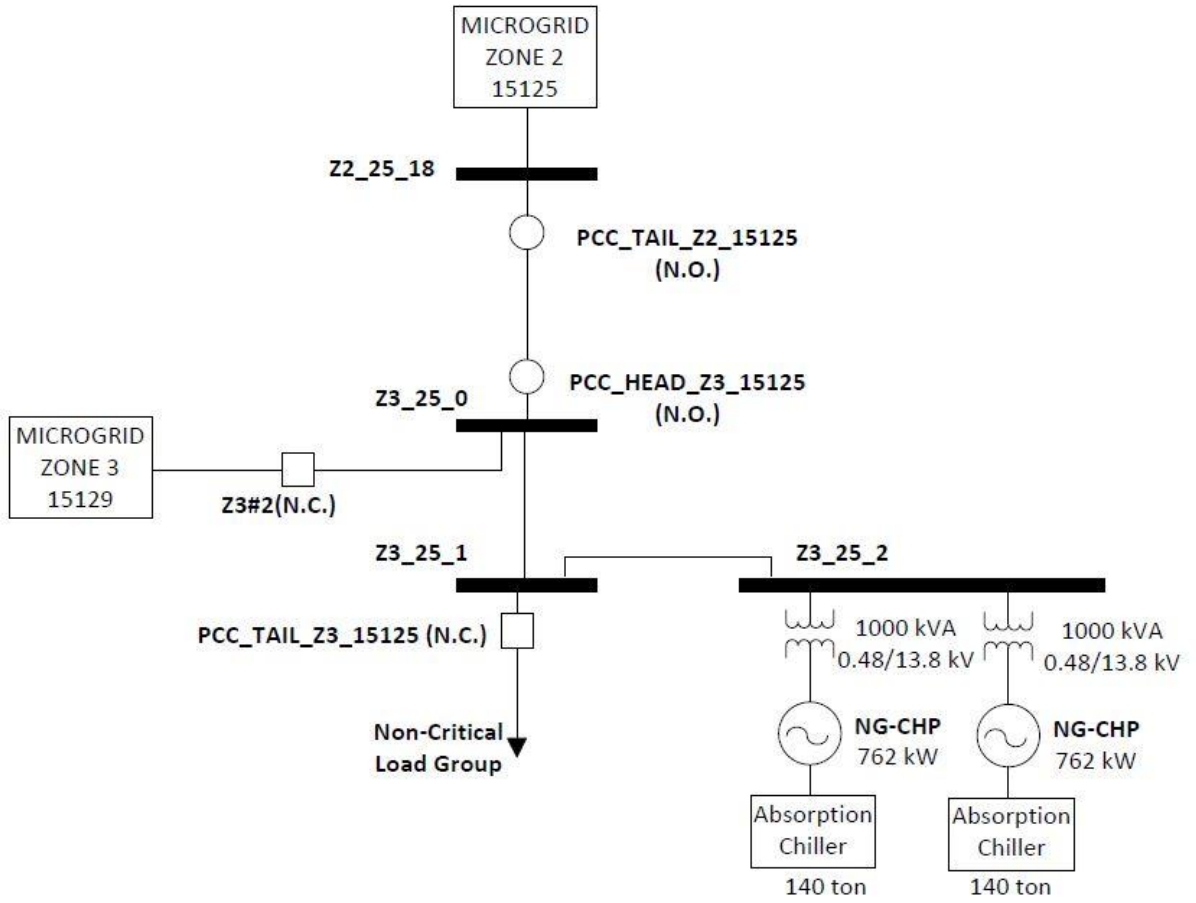 MICROGRID
ZONE 2
15125
Z2_25_18
PCC_TAIL_Z2_15125
(N.O.)
PCC_HEAD_Z3_15125
(N.O.)
Z3_25_0
MICROGRID
ZONE 3
15129
Z3#2(N.C.)
Z3_25_1
Z3_25_2
PCC_TAIL_Z3_15125 (N.C.)
1000 kVA
0.48/13.8 kV
1000 kVA
0.48/13.8 kV
Non-Critical
Load Group
NG-CHP
762 kW
NG-CHP
762 kW
Absorption
Chiller
140 ton
Absorption
Chiller
140 ton